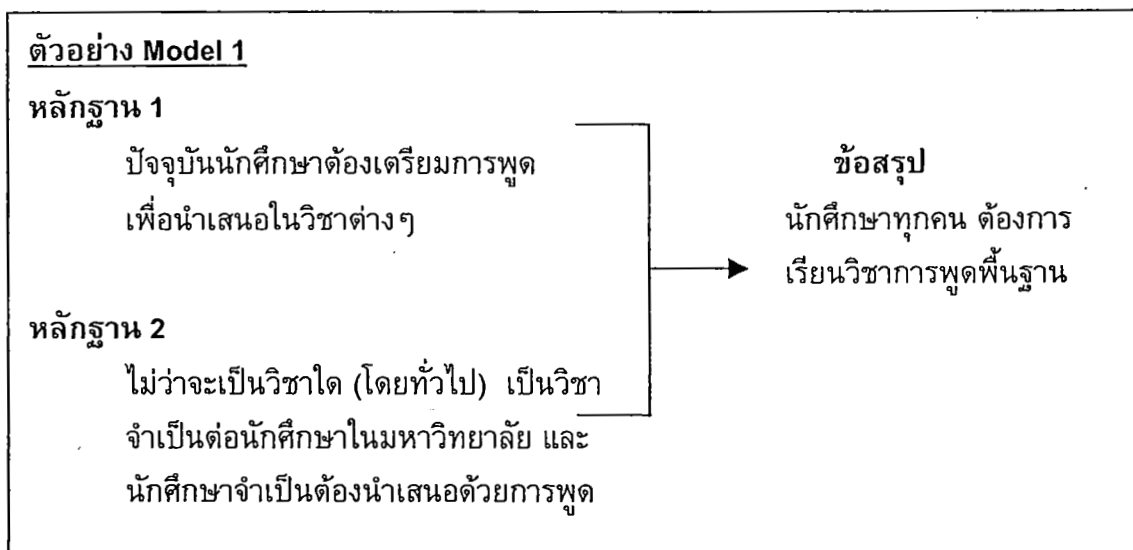 ตัวอย่าง Model 1
หลักฐาน 1
ปัจจุบันนักศึกษาต้องเตรียมการพูด
เพื่อนำเสนอในวิชาต่างๆ
หลักฐาน 2
ไม่ว่าจะเป็นวิชาใด (โดยทั่วไป) เป็นวิชา
จำเป็นต่อนักศึกษาในมหาวิทยาลัย และ
นักศึกษาจำเป็นต้องนำเสนอด้วยการพูด
ข้อสรุป
นักศึกษาทุกคน ต้องการ
เรียนวิชาการพูดพื้นฐาน